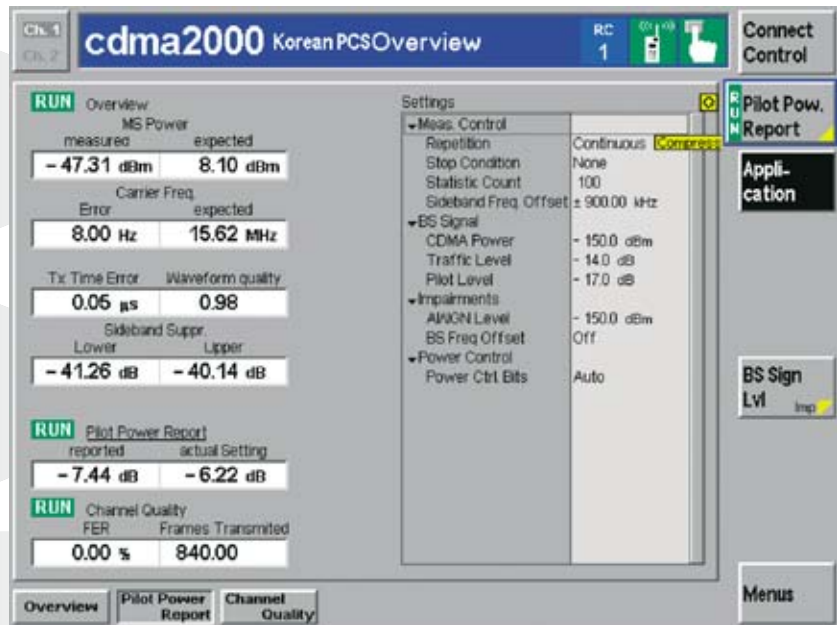 Ch. 1
Ch. 2
cdma2000 Korean PCS Overview
RC
1
Connect
Control
RUN Overview
MS Power
measured expected
- 47.31 dBm 8.10 dBm
Carrier Freq.
Error expected
8.00 Hz 15.62 MHz
Tx Time Error Waveform quality
0.05 µs 0.98
Sideband Suppr.
Lower Upper
- 41.26 dB - 40.14 dB
RUN Pilot Power Report
reported actual Setting
- 7.44 dB - 6.22 dB
RUN Channel Quality
FER Frames Transmited
0.00 % 840.00
Settings
Meas. Control
Repetition Continuous Compress
Stop Condition None
Statistic Count 100
Sideband Freq. Offset ± 900.00 kHz
BS Signal
CDMA Power - 150.0 dBm
Traffic Level - 14.0 dB
Pilot Level - 17.0 dB
Impairments
AWGN Level - 150.0 dBm
BS Freq Offset Off
Power Control
Power Ctrl. Bits Auto
RUN
Pilot Pow.
Report
Appli-
cation
BS Sign
Lvl Imp
Menus
Overview
Pilot Power
Report
Channel
Quality